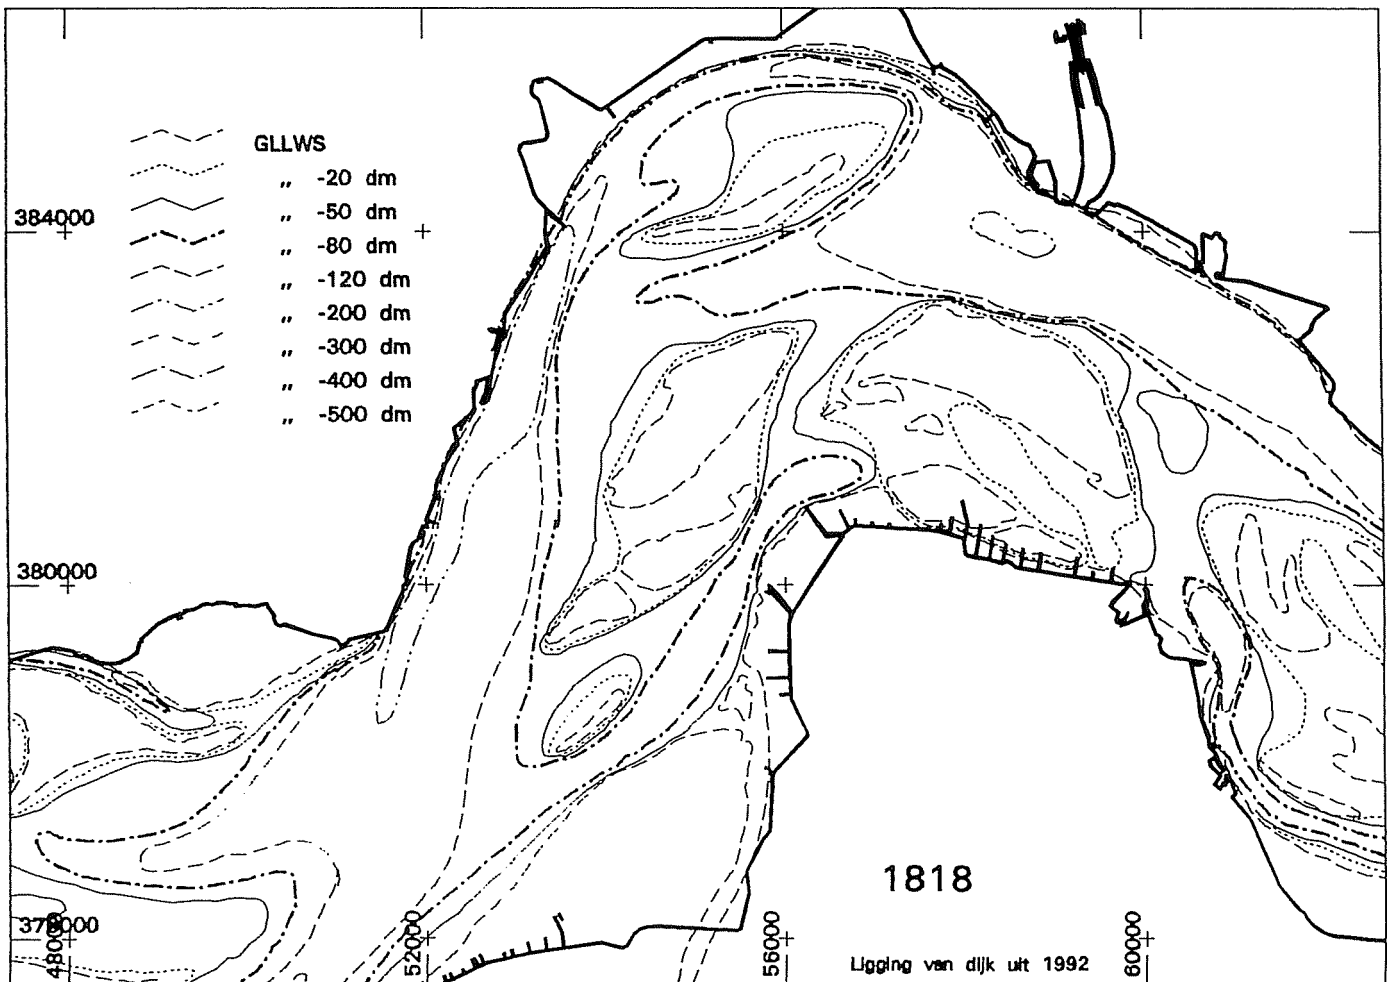 GLLWS
„ -20 dm
384000 „ -50 dm
„ -80 dm
„ -120 dm
„ -200 dm
„ -300 dm
„ -400 dm
„ -500 dm
380000
1818
376000
48000
52000
56000
60000
Ligging van dijk uit 1992